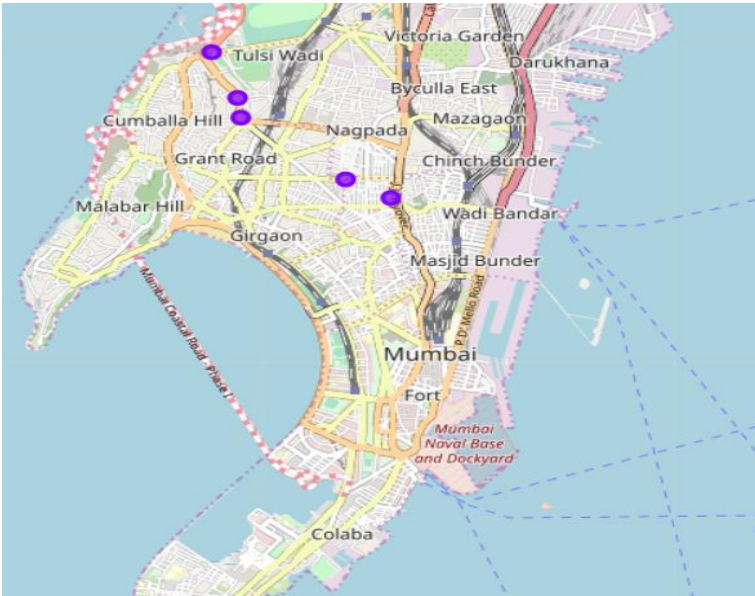 Victoria Garden
Tulsi Wadi
Darukhana
Byculla East
Cumballa Hill
Mazagaon
Nagpada
Grant Road
Chinch Bunder
Malabar Hill
Wadi Bandar
Girgaon
Masjid Bunder
Mumbai Coastal Road - Phase I
P.D' Mello Road
Mumbai
Fort
Mumbai
Naval Base
and Dockyard
Colaba